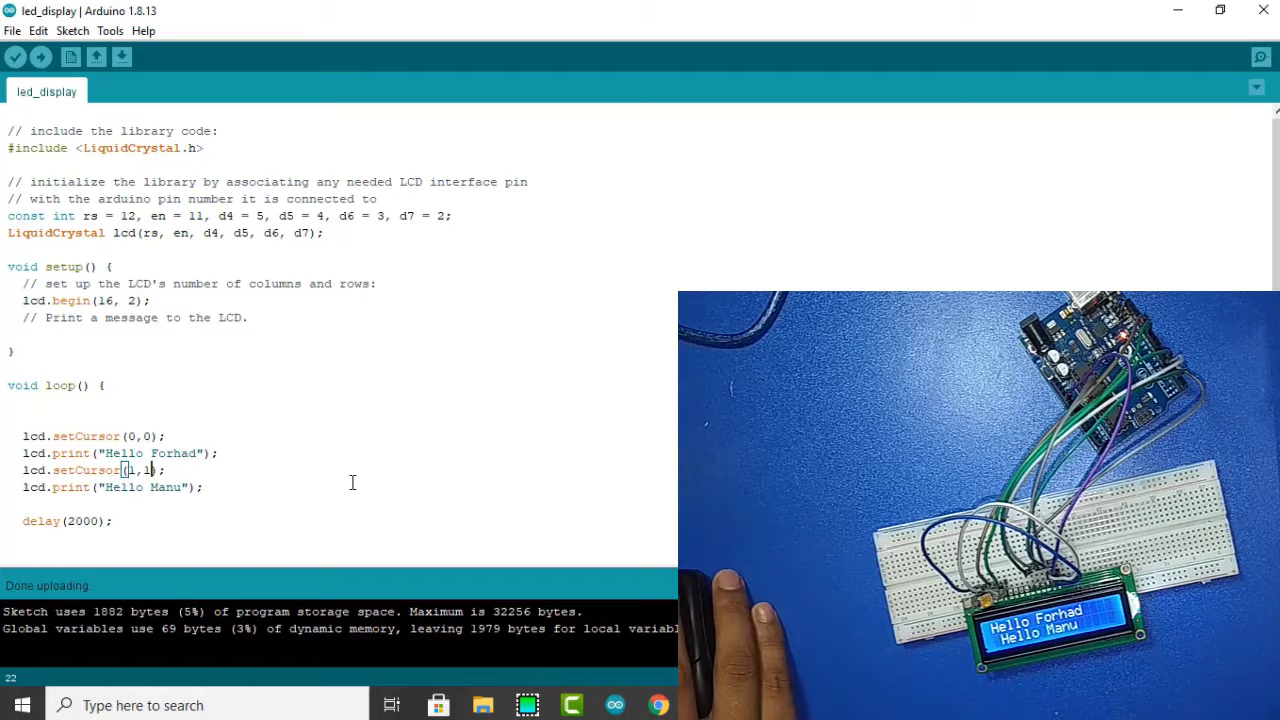 led_display | Arduino 1.8.13
File Edit Sketch Tools Help
led_display
// include the library code:
#include <LiquidCrystal.h>
// initialize the library by associating any needed LCD interface pin
// with the arduino pin number it is connected to
const int rs = 12, en = 11, d4 = 5, d5 = 4, d6 = 3, d7 = 2;
LiquidCrystal lcd(rs, en, d4, d5, d6, d7);
void setup() {
// set up the LCD's number of columns and rows:
lcd.begin(16, 2);
// Print a message to the LCD.
}
void loop() {
lcd.setCursor(0,0);
lcd.print("Hello Forhad");
lcd.setCursor(1,1);
lcd.print("Hello Manu");
delay(2000);
Done uploading.
Sketch uses 1882 bytes (5%) of program storage space. Maximum is 32256 bytes.
Global variables use 69 bytes (3%) of dynamic memory, leaving 1979 bytes for local variabl
22
Hello Forhad
Hello Manu
Type here to search